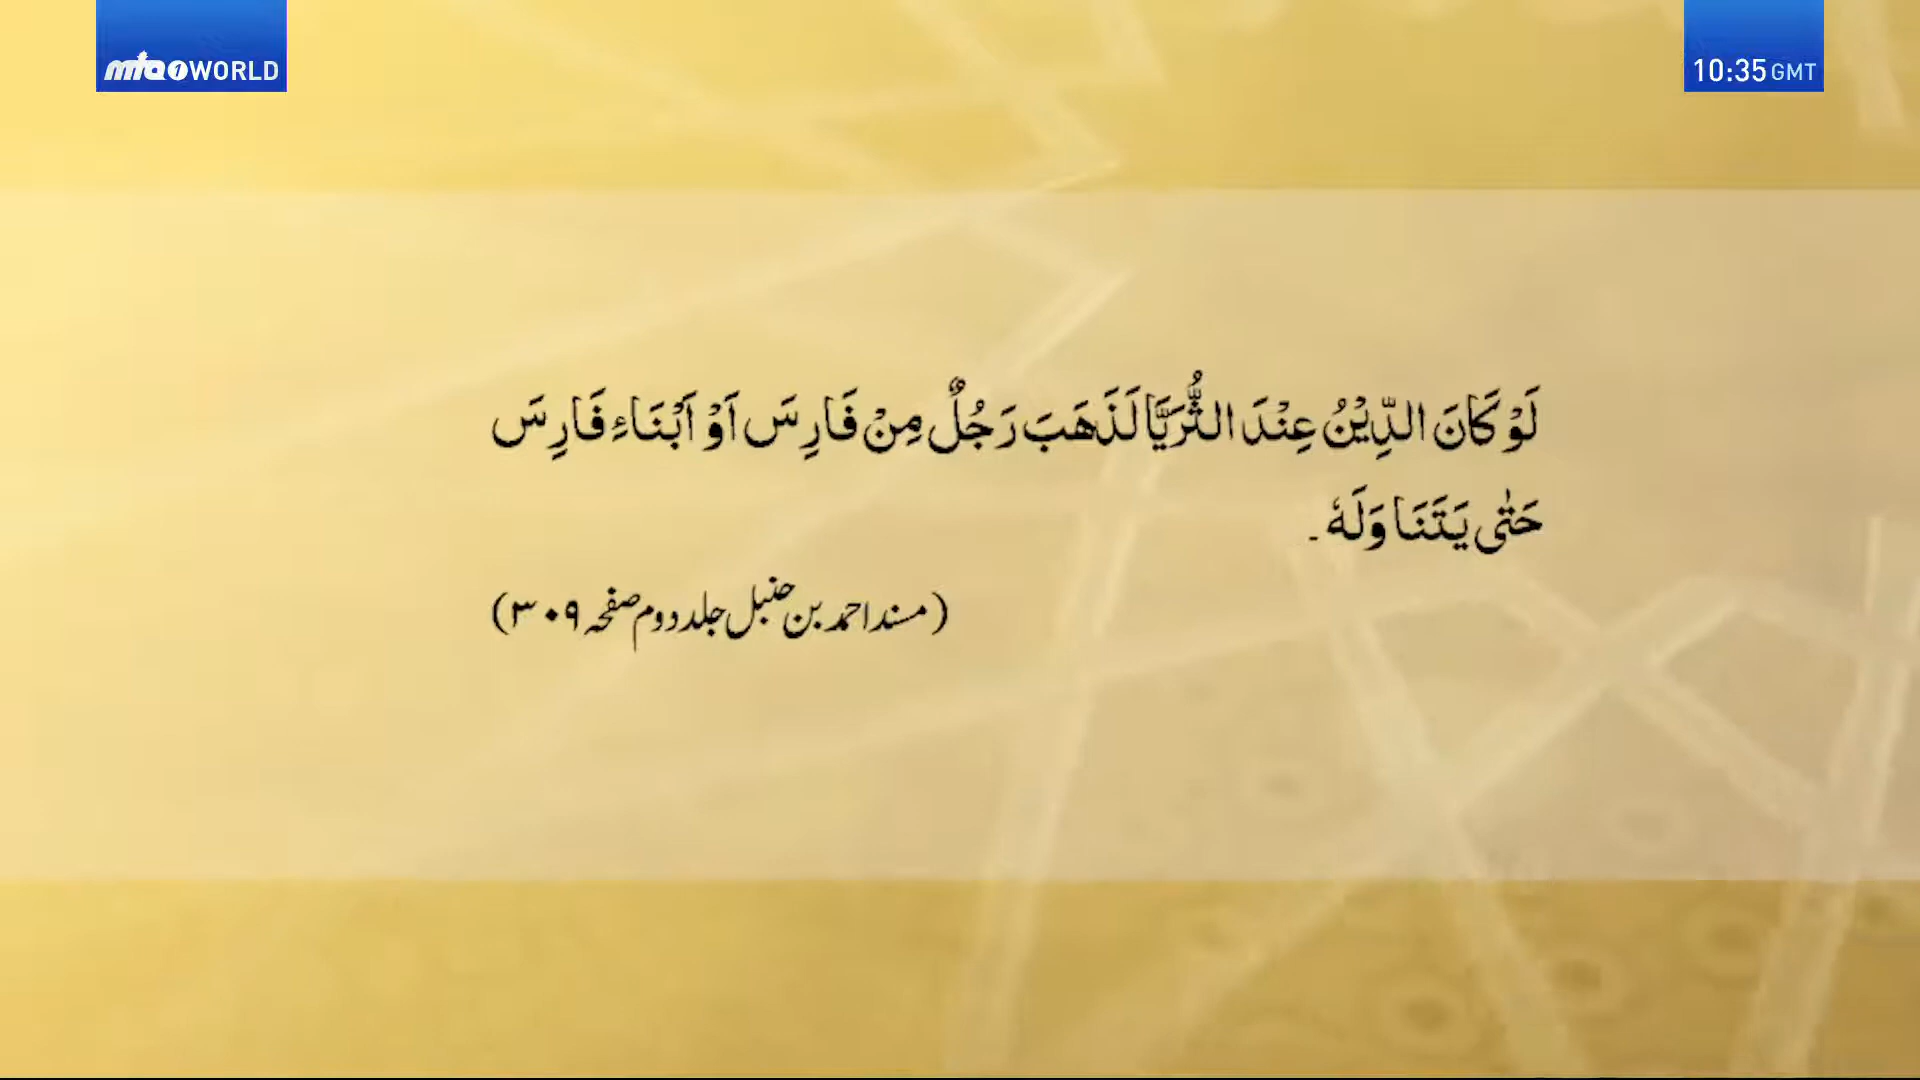 mta1 WORLD
10:35 GMT
لَوْ كَانَ الدِّيْنُ عِنْدَ الثُّرَيَّا لَذَهَبَ رَجُلٌ مِنْ فَارِسَ اَوْ اَبْنَاءِ فَارِسَ
حَتّٰى يَتَنَاوَلَهٗ۔
(مسند احمد بن حنبل جلد دوم صفحہ ۳۰۹)